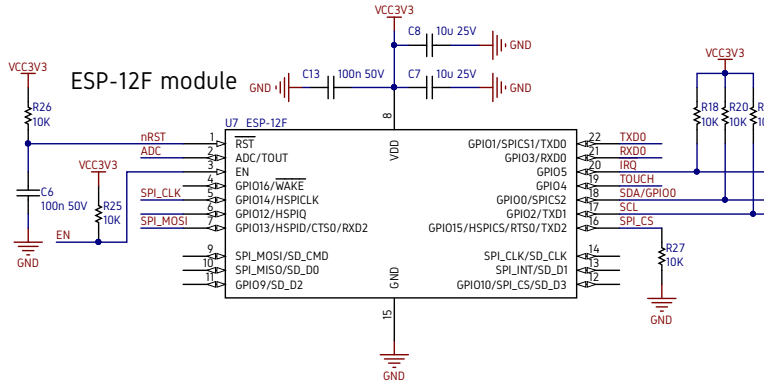 VCC3V3
C8 10u 25V
GND
VCC3V3
ESP-12F module
GND
C13 100n 50V
C7 10u 25V
GND
VCC3V3
R26
10K
R18
10K
R20
10K
R
10
U7 ESP-12F
8
VDD
nRST
1
RST
ADC
2
ADC/TOUT
3
EN
4
GPIO16/WAKE
SPI_CLK
5
GPIO14/HSPICLK
6
GPIO12/HSPIQ
SPI_MOSI
7
GPIO13/HSPID/CTS0/RXD2
9
SPI_MOSI/SD_CMD
10
SPI_MISO/SD_D0
11
GPIO9/SD_D2
GPIO1/SPICS1/TXD0
22
TXD0
GPIO3/RXD0
21
RXD0
GPIO5
20
IRQ
GPIO4
19
TOUCH
GPIO0/SPICS2
18
SDA/GPIO0
GPIO2/TXD1
17
SCL
GPIO15/HSPICS/RTS0/TXD2
16
SPI_CS
SPI_CLK/SD_CLK
14
SPI_INT/SD_D1
13
GPIO10/SPI_CS/SD_D3
12
VCC3V3
C6
100n 50V
R25
10K
EN
GND
R27
10K
GND
GND
15
GND